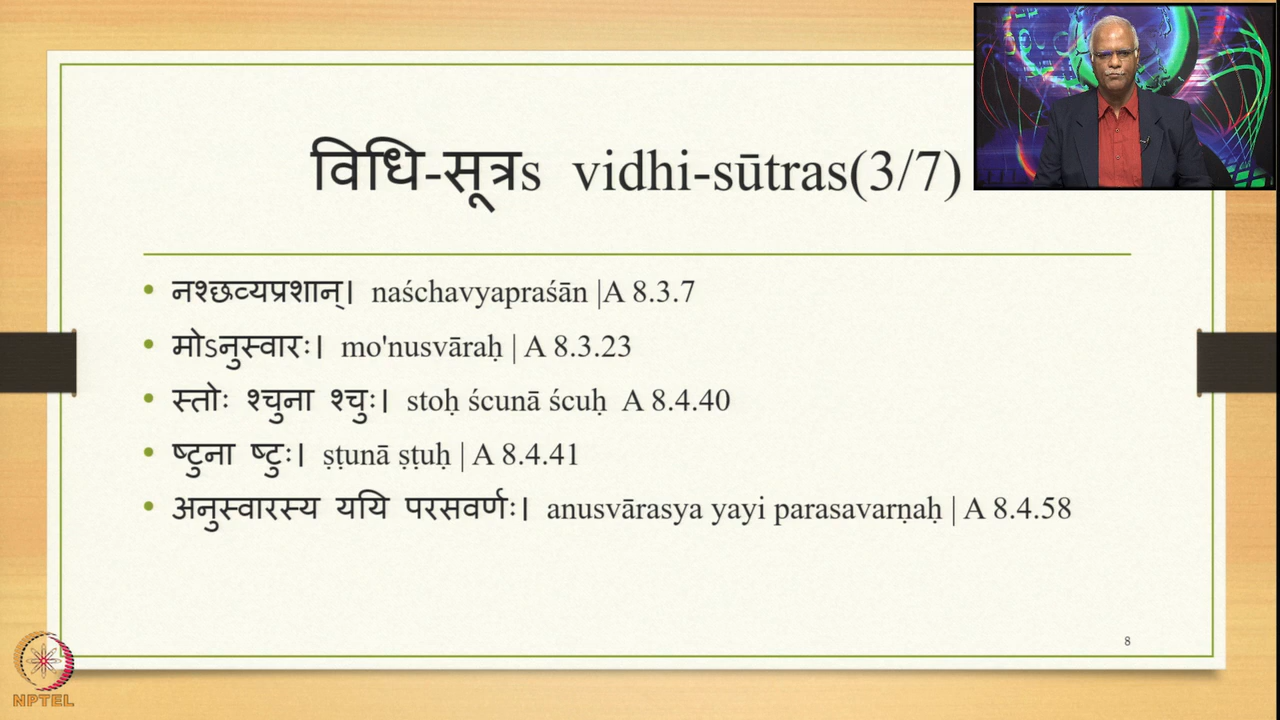 विधि-सूत्रs vidhi-sūtras(3/7)
• नश्छव्यप्रशान्। naśchavyapraśān |A 8.3.7
• मोऽनुस्वारः। mo'nusvāraḥ | A 8.3.23
• स्तोः श्चुना श्चुः। stoḥ ścunā ścuḥ A 8.4.40
• ष्टुना ष्टुः। ṣṭunā ṣṭuḥ | A 8.4.41
• अनुस्वारस्य ययि परसवर्णः। anusvārasya yayi parasavarṇaḥ | A 8.4.58
8
NPTEL